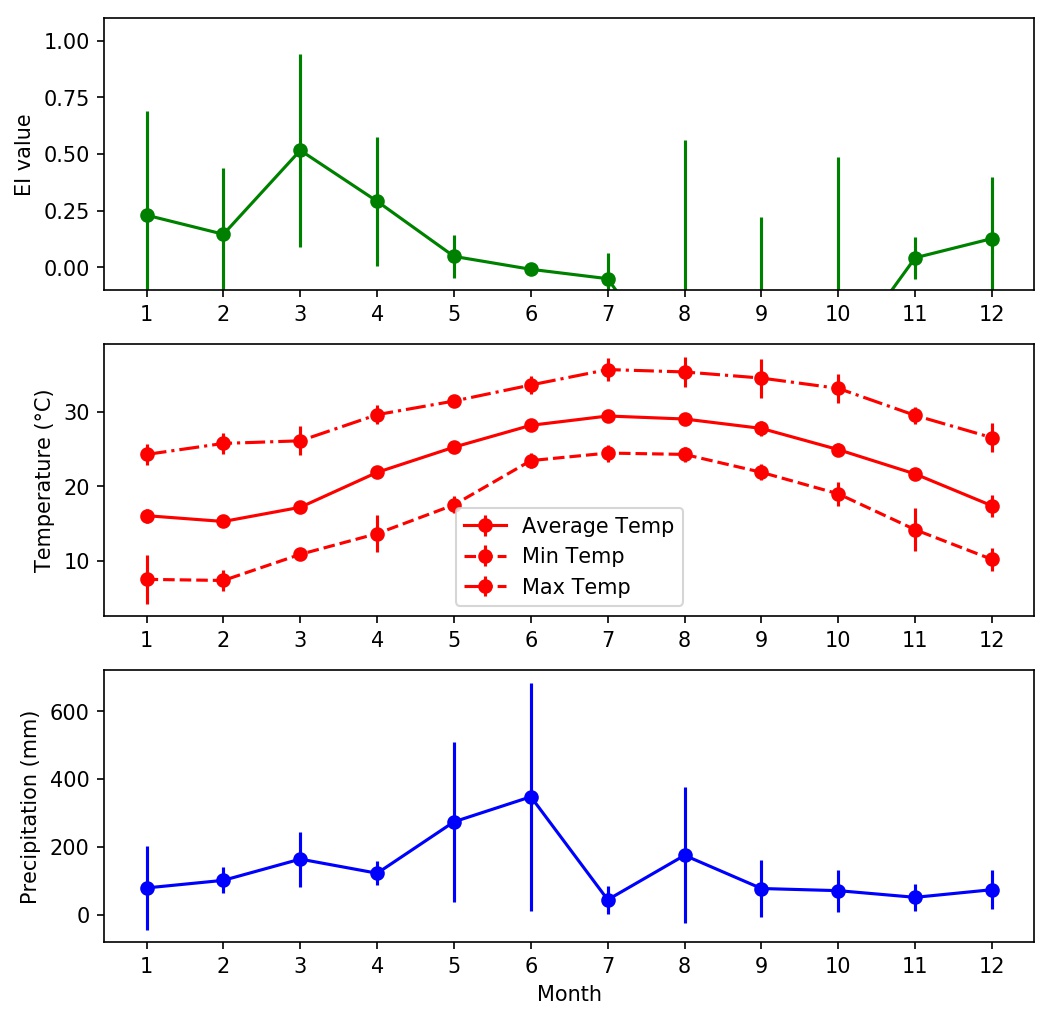 EI value
1.00
0.75
0.50
0.25
0.00
1 2 3 4 5 6 7 8 9 10 11 12
Temperature (°C)
30
20
10
Average Temp
Min Temp
Max Temp
1 2 3 4 5 6 7 8 9 10 11 12
Precipitation (mm)
600
400
200
0
1 2 3 4 5 6 7 8 9 10 11 12
Month